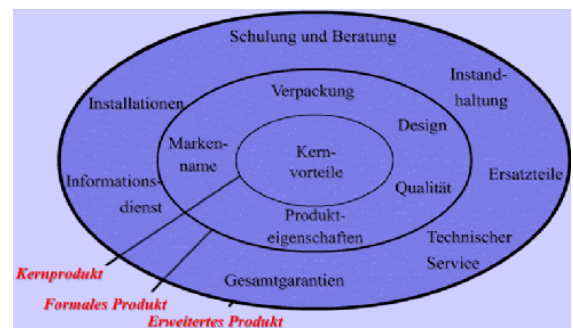 Schulung und Beratung
Instand-
haltung
Installationen
Verpackung
Design
Marken-
name
Kern-
vorteile
Informations-
dienst
Qualität
Ersatzteile
Produkt-
eigenschaften
Technischer
Service
Gesamtgarantien
Kernprodukt
Formales Produkt
Erweitertes Produkt